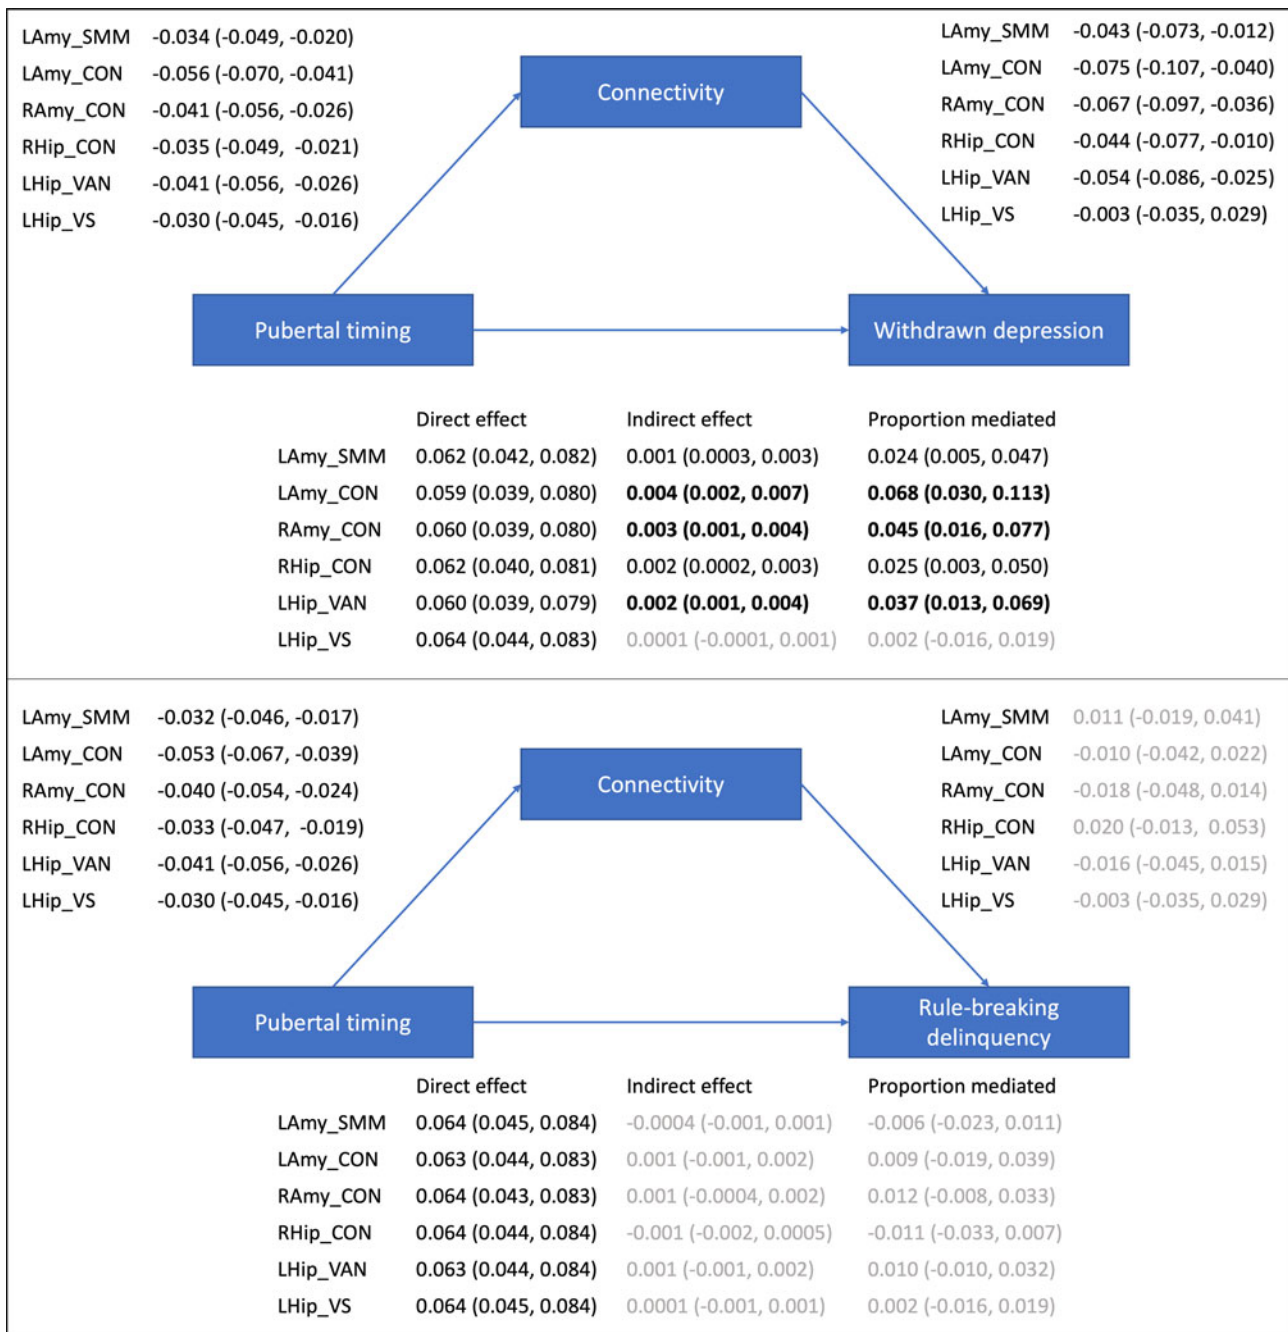 LAmy_SMM -0.034 (-0.049, -0.020)
LAmy_CON -0.056 (-0.070, -0.041)
RAmy_CON -0.041 (-0.056, -0.026)
RHip_CON -0.035 (-0.049, -0.021)
LHip_VAN -0.041 (-0.056, -0.026)
LHip_VS -0.030 (-0.045, -0.016)
Connectivity
LAmy_SMM -0.043 (-0.073, -0.012)
LAmy_CON -0.075 (-0.107, -0.040)
RAmy_CON -0.067 (-0.097, -0.036)
RHip_CON -0.044 (-0.077, -0.010)
LHip_VAN -0.054 (-0.086, -0.025)
LHip_VS -0.003 (-0.035, 0.029)
Pubertal timing
Withdrawn depression
Direct effect Indirect effect Proportion mediated
LAmy_SMM 0.062 (0.042, 0.082) 0.001 (0.0003, 0.003) 0.024 (0.005, 0.047)
LAmy_CON 0.059 (0.039, 0.080) 0.004 (0.002, 0.007) 0.068 (0.030, 0.113)
RAmy_CON 0.060 (0.039, 0.080) 0.003 (0.001, 0.004) 0.045 (0.016, 0.077)
RHip_CON 0.062 (0.040, 0.081) 0.002 (0.0002, 0.003) 0.025 (0.003, 0.050)
LHip_VAN 0.060 (0.039, 0.079) 0.002 (0.001, 0.004) 0.037 (0.013, 0.069)
LHip_VS 0.064 (0.044, 0.083) 0.0001 (-0.0001, 0.001) 0.002 (-0.016, 0.019)
LAmy_SMM -0.032 (-0.046, -0.017)
LAmy_CON -0.053 (-0.067, -0.039)
RAmy_CON -0.040 (-0.054, -0.024)
RHip_CON -0.033 (-0.047, -0.019)
LHip_VAN -0.041 (-0.056, -0.026)
LHip_VS -0.030 (-0.045, -0.016)
Connectivity
LAmy_SMM 0.011 (-0.019, 0.041)
LAmy_CON -0.010 (-0.042, 0.022)
RAmy_CON -0.018 (-0.048, 0.014)
RHip_CON 0.020 (-0.013, 0.053)
LHip_VAN -0.016 (-0.045, 0.015)
LHip_VS -0.003 (-0.035, 0.029)
Pubertal timing
Rule-breaking
delinquency
Direct effect Indirect effect Proportion mediated
LAmy_SMM 0.064 (0.045, 0.084) -0.0004 (-0.001, 0.001) -0.006 (-0.023, 0.011)
LAmy_CON 0.063 (0.044, 0.083) 0.001 (-0.001, 0.002) 0.009 (-0.019, 0.039)
RAmy_CON 0.064 (0.043, 0.083) 0.001 (-0.0004, 0.002) 0.012 (-0.008, 0.033)
RHip_CON 0.064 (0.044, 0.084) -0.001 (-0.002, 0.0005) -0.011 (-0.033, 0.007)
LHip_VAN 0.063 (0.044, 0.084) 0.001 (-0.001, 0.002) 0.010 (-0.010, 0.032)
LHip_VS 0.064 (0.045, 0.084) 0.0001 (-0.001, 0.001) 0.002 (-0.016, 0.019)